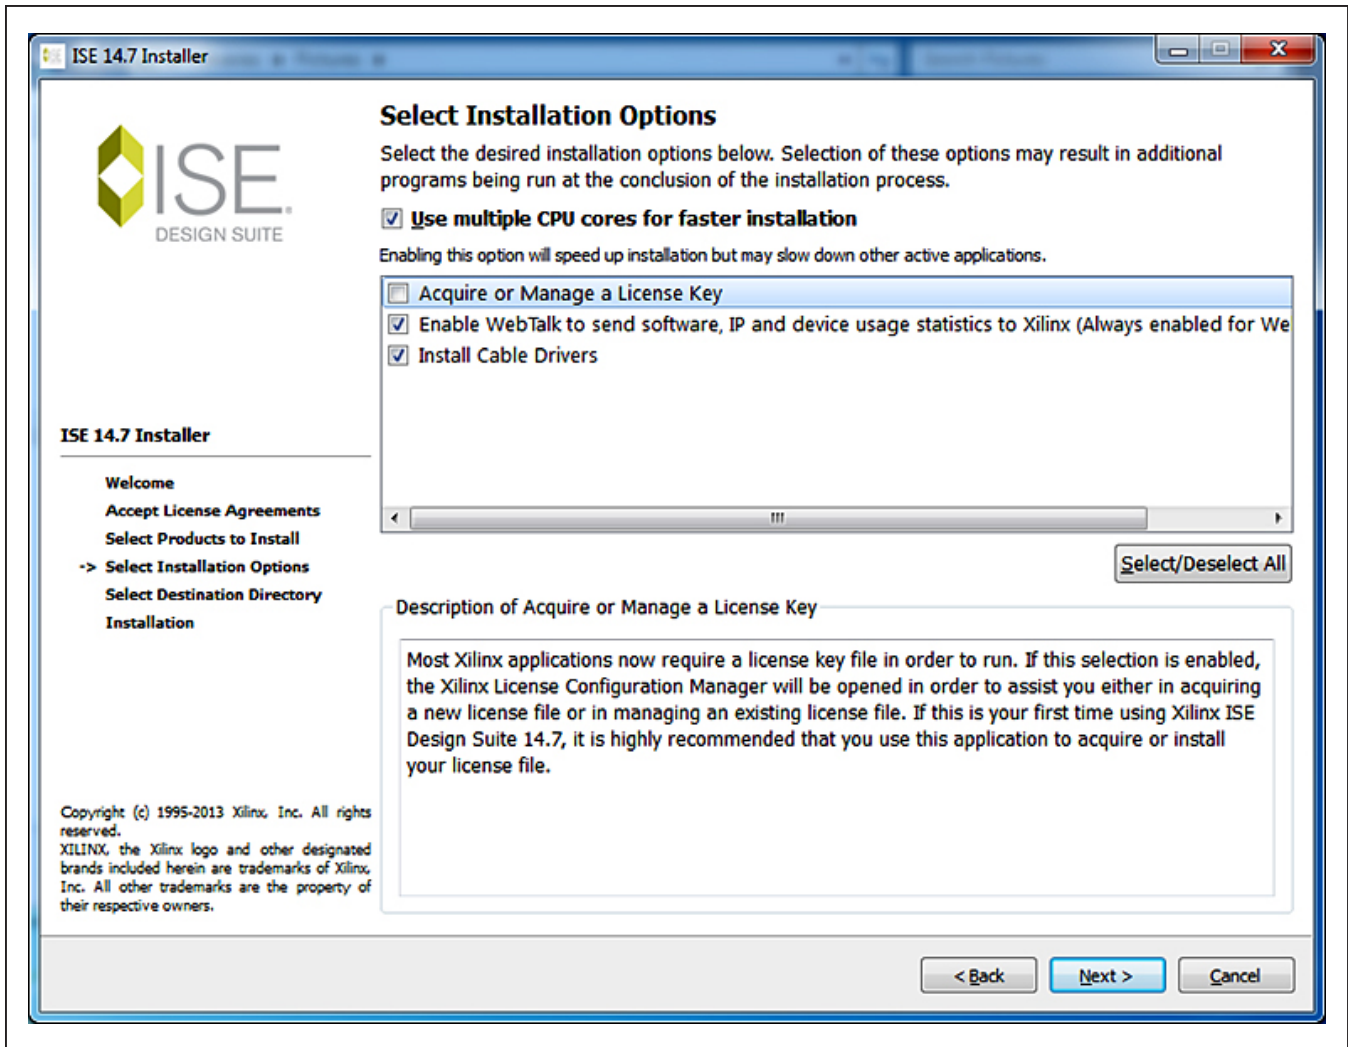 ISE 14.7 Installer
ISE.
DESIGN SUITE
Select Installation Options
Select the desired installation options below. Selection of these options may result in additional
programs being run at the conclusion of the installation process.
Use multiple CPU cores for faster installation
Enabling this option will speed up installation but may slow down other active applications.
Acquire or Manage a License Key
Enable WebTalk to send software, IP and device usage statistics to Xilinx (Always enabled for We
Install Cable Drivers
Select/Deselect All
ISE 14.7 Installer
Welcome
Accept License Agreements
Select Products to Install
-> Select Installation Options
Select Destination Directory
Installation
Description of Acquire or Manage a License Key
Most Xilinx applications now require a license key file in order to run. If this selection is enabled,
the Xilinx License Configuration Manager will be opened in order to assist you either in acquiring
a new license file or in managing an existing license file. If this is your first time using Xilinx ISE
Design Suite 14.7, it is highly recommended that you use this application to acquire or install
your license file.
Copyright (c) 1995-2013 Xilinx, Inc. All rights
reserved.
XILINX, the Xilinx logo and other designated
brands included herein are trademarks of Xilinx,
Inc. All other trademarks are the property of
their respective owners.
< Back
Next >
Cancel